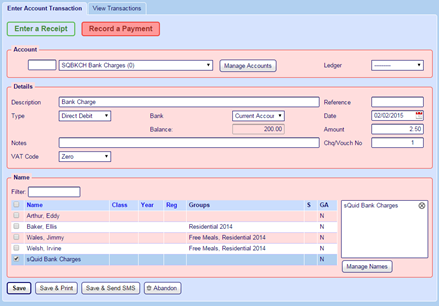 Enter Account Transaction View Transactions
Enter a Receipt Record a Payment
Account
SQBKCH Bank Charges (0) Manage Accounts Ledger ---------
Details
Description Bank Charge Reference
Type Direct Debit Bank Current Accour Date 02/02/2015
Balance: 200.00 Amount 2.50
Notes Chq/Vouch No 1
VAT Code Zero
Name
Filter:
Name Class Year Reg Groups S GA
Arthur, Eddy N
Baker, Ellis Residential 2014 N
Wales, Jimmy Free Meals, Residential 2014 N
Welsh, Irvine Free Meals, Residential 2014 N
sQuid Bank Charges N
sQuid Bank Charges
Manage Names
Save Save & Print Save & Send SMS Abandon